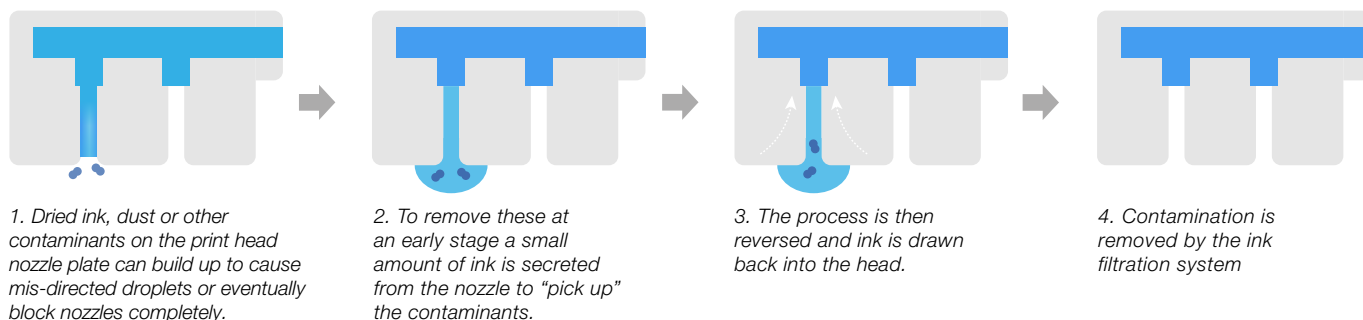 1. Dried ink, dust or other
contaminants on the print head
nozzle plate can build up to cause
mis-directed droplets or eventually
block nozzles completely.
2. To remove these at
an early stage a small
amount of ink is secreted
from the nozzle to “pick up”
the contaminants.
3. The process is then
reversed and ink is drawn
back into the head.
4. Contamination is
removed by the ink
filtration system